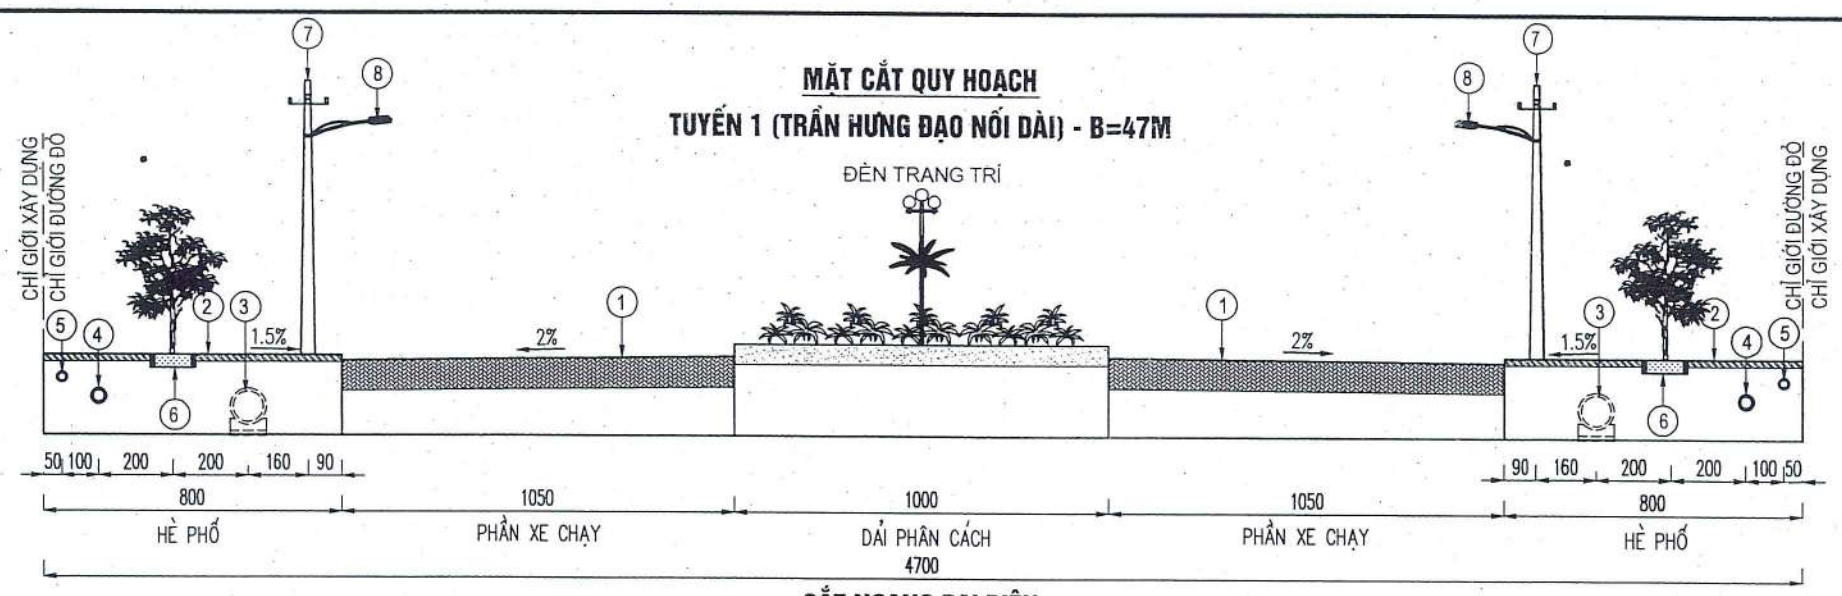 MẶT CẮT QUY HOẠCH
TUYẾN 1 (TRẦN HƯNG ĐẠO NỐI DÀI) - B=47M
ĐÈN TRANG TRÍ
CHỈ GIỚI XÂY DỰNG
CHỈ GIỚI ĐƯỜNG ĐỎ
CHỈ GIỚI ĐƯỜNG ĐỎ
CHỈ GIỚI XÂY DỰNG
7 8 8 7
5 4 2 3 1.5% 2% 1 1 2% 3 1.5% 2 4 5
6 6
50 100 200 200 160 90 90 160 200 200 100 50
800 1050 1000 1050 800
HÈ PHỐ PHẦN XE CHẠY DẢI PHÂN CÁCH PHẦN XE CHẠY HÈ PHỐ
4700